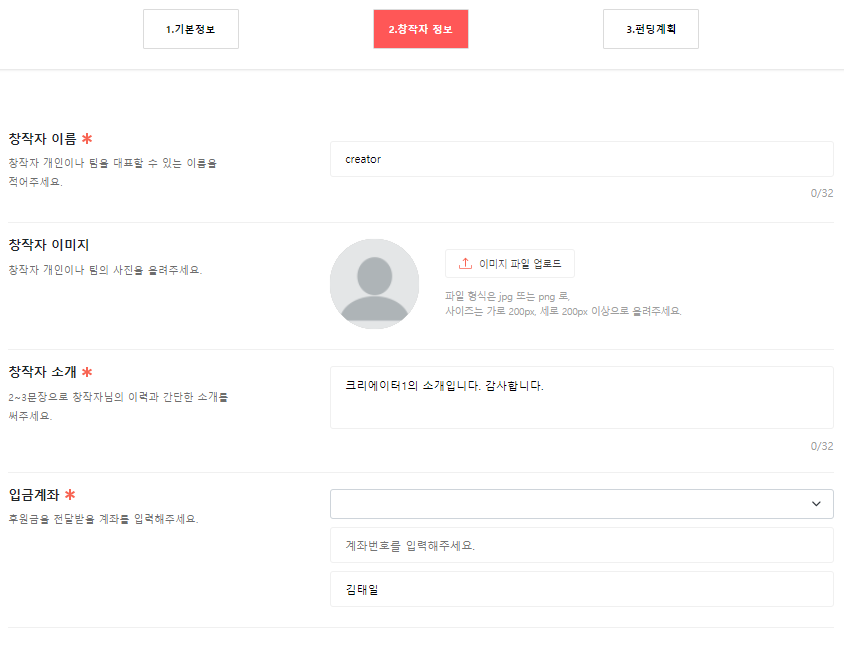 1.기본정보
2.창작자 정보
3.펀딩계획
창작자 이름 *
창작자 개인이나 팀을 대표할 수 있는 이름을
적어주세요.
creator
0/32
창작자 이미지
창작자 개인이나 팀의 사진을 올려주세요.
이미지 파일 업로드
파일 형식은 jpg 또는 png 로,
사이즈는 가로 200px, 세로 200px 이상으로 올려주세요.
창작자 소개 *
2~3문장으로 창작자님의 이력과 간단한 소개를
써주세요.
크리에이터1의 소개입니다. 감사합니다.
0/32
입금계좌 *
후원금을 전달받을 계좌를 입력해주세요.
계좌번호를 입력해주세요.
김태일